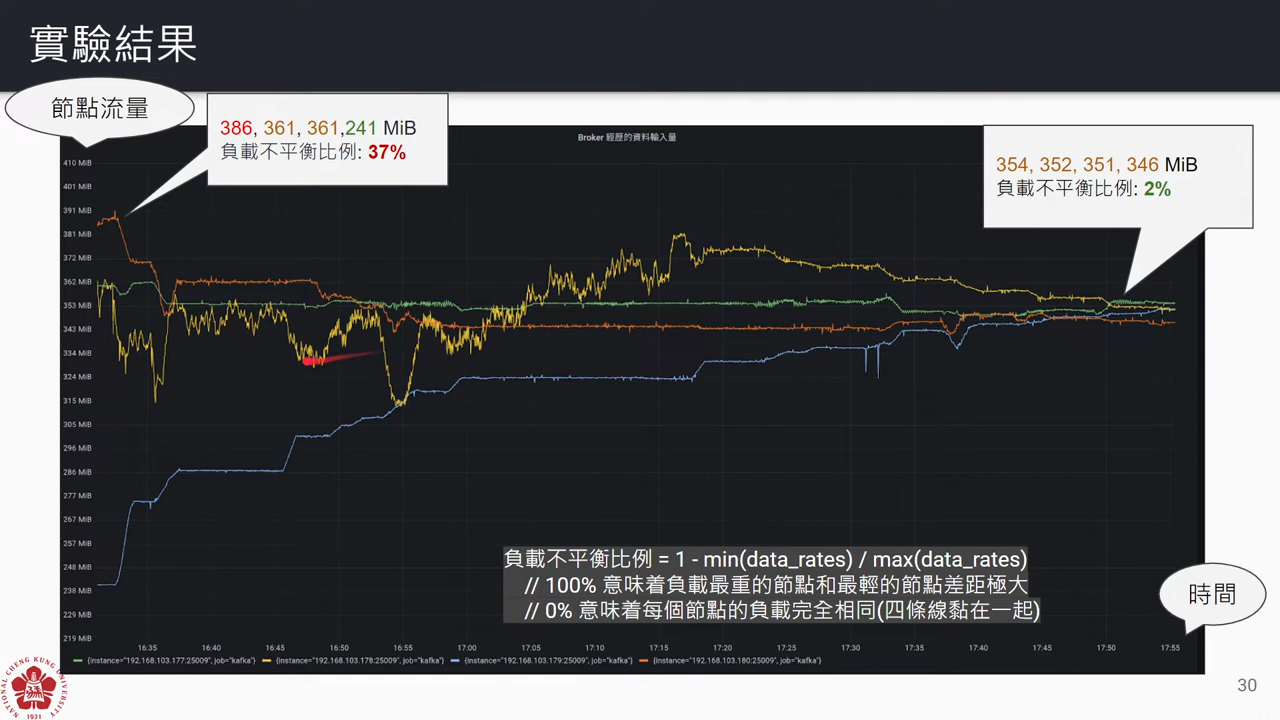 實驗結果
節點流量
386, 361, 361,241 MiB
負載不平衡比例: 37%
354, 352, 351, 346 MiB
負載不平衡比例: 2%
Broker 經歷的資料輸入量
410 MiB
401 MiB
391 MiB
381 MiB
372 MiB
362 MiB
353 MiB
343 MiB
334 MiB
324 MiB
315 MiB
305 MiB
296 MiB
286 MiB
277 MiB
267 MiB
257 MiB
248 MiB
238 MiB
229 MiB
219 MiB
負載不平衡比例 = 1 - min(data_rates) / max(data_rates)
// 100% 意味着負載最重的節點和最輕的節點差距極大
// 0% 意味着每個節點的負載完全相同(四條線黏在一起)
時間
16:35 16:40 16:45 16:50 16:55 17:00 17:05 17:10 17:15 17:20 17:25 17:30 17:35 17:40 17:45 17:50 17:55
{instance="192.168.103.177:25009", job="kafka"} {instance="192.168.103.178:25009", job="kafka"} {instance="192.168.103.179:25009", job="kafka"} {instance="192.168.103.180:25009", job="kafka"}
NATIONAL CHENG KUNG UNIVERSITY
1931
30